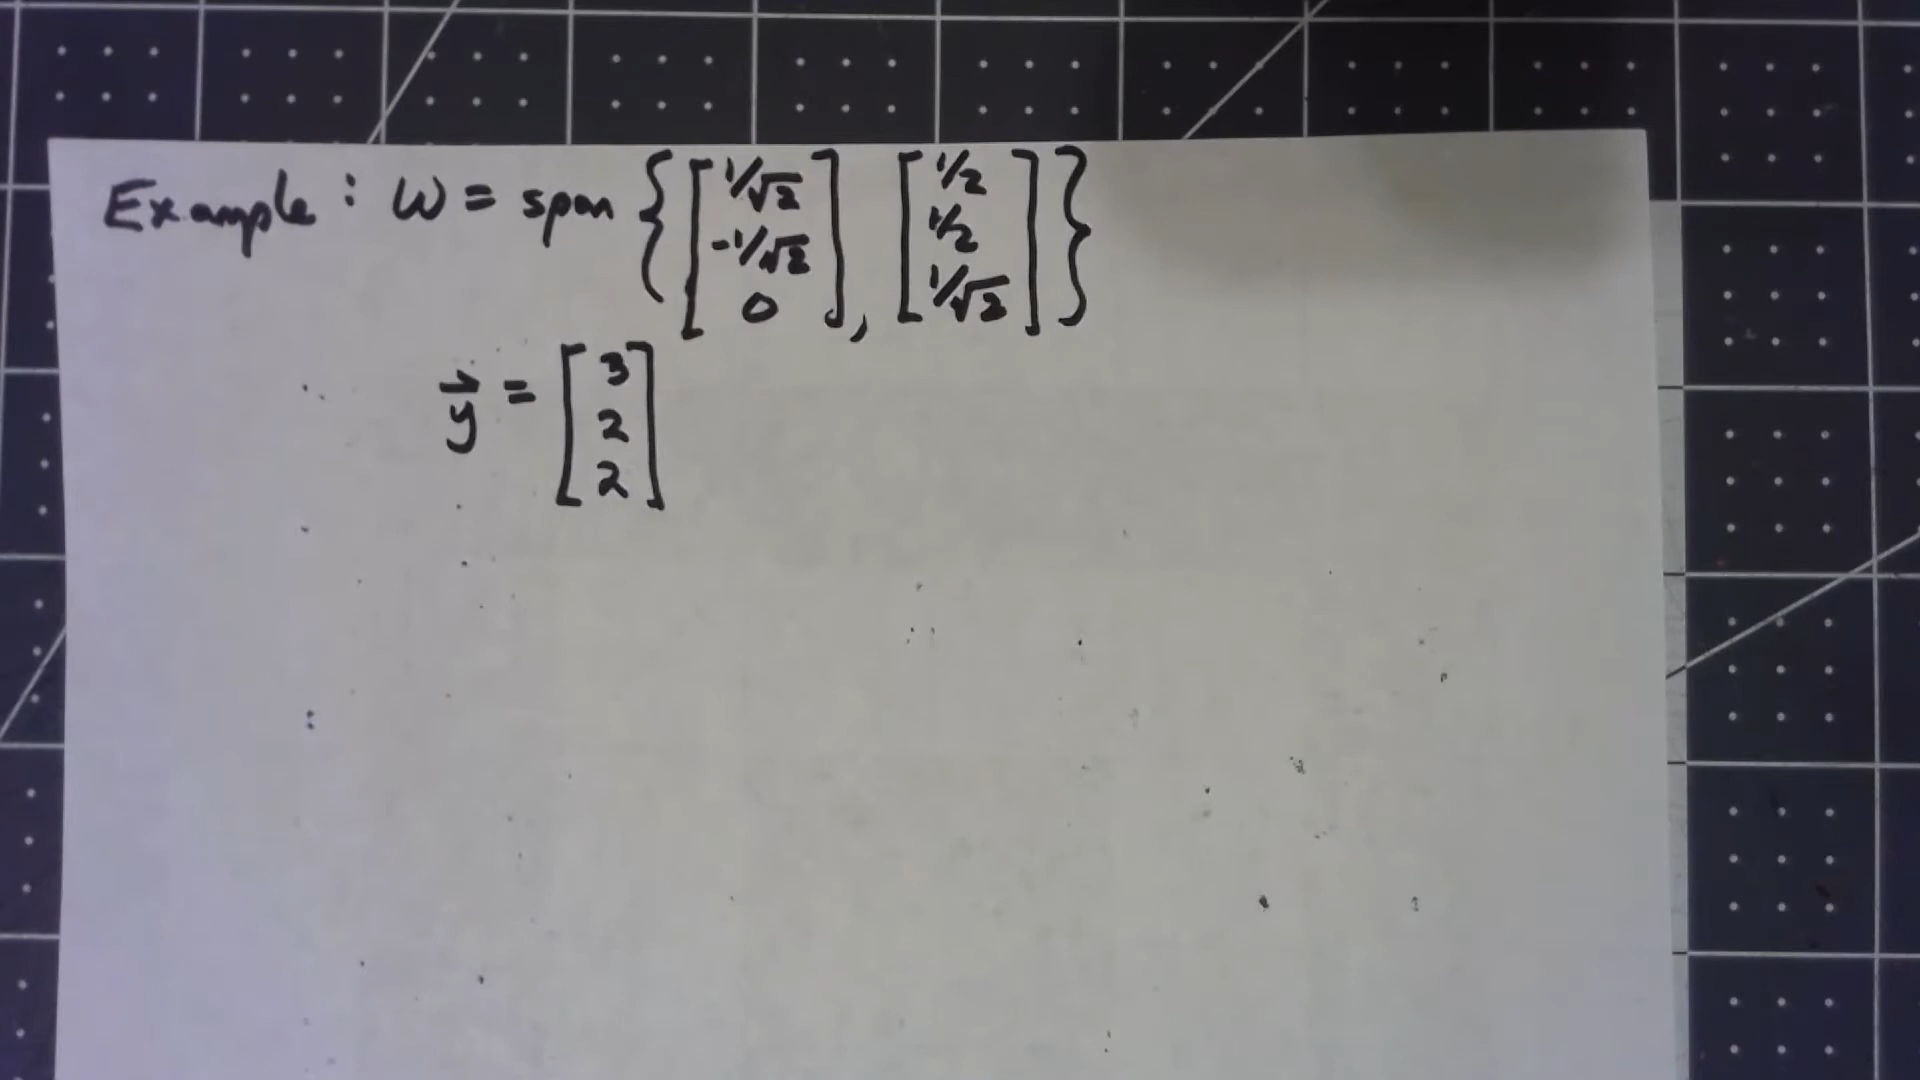 Example: W = span { [1/√2 -1/√2 0], [1/2 1/2 1/√2] }
y⃗ = [3 2 2]